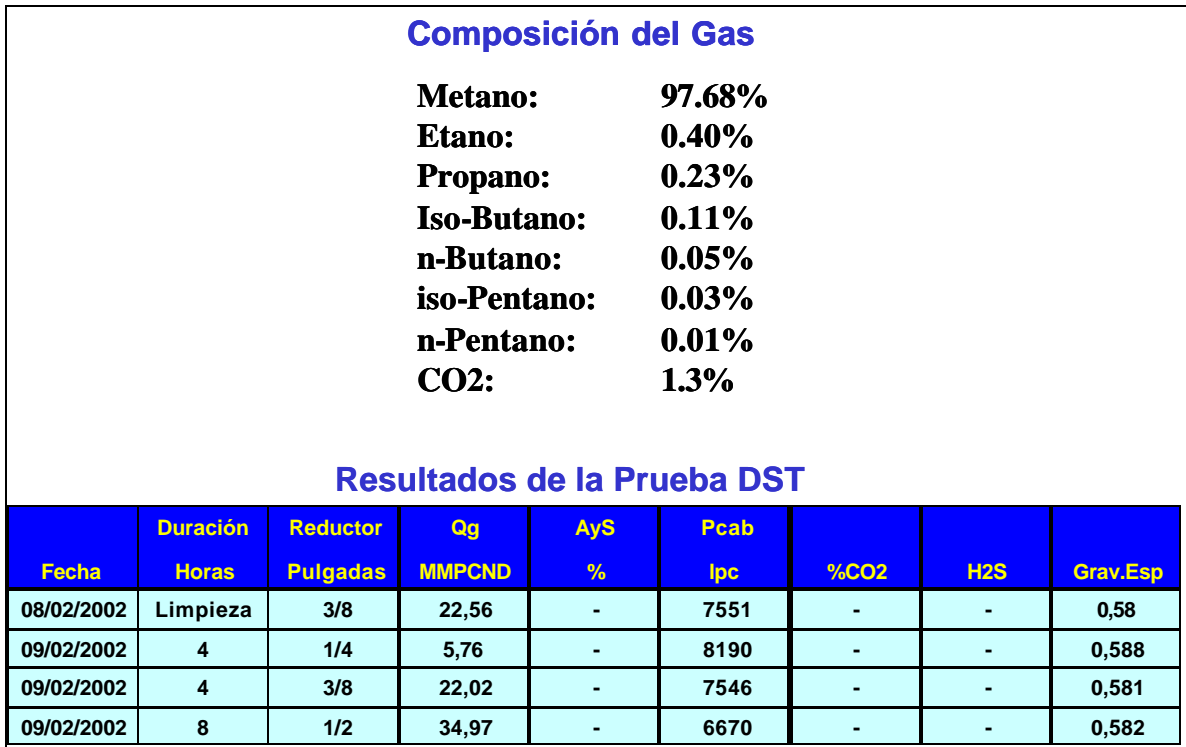 Composición del Gas
Metano: 97.68%
Etano: 0.40%
Propano: 0.23%
Iso-Butano: 0.11%
n-Butano: 0.05%
iso-Pentano: 0.03%
n-Pentano: 0.01%
CO2: 1.3%
Resultados de la Prueba DST
Duración Reductor Qg AyS Pcab
Fecha Horas Pulgadas MMPCND % lpc %CO2 H2S Grav.Esp
08/02/2002 Limpieza 3/8 22,56 - 7551 - - 0,58
09/02/2002 4 1/4 5,76 - 8190 - - 0,588
09/02/2002 4 3/8 22,02 - 7546 - - 0,581
09/02/2002 8 1/2 34,97 - 6670 - - 0,582